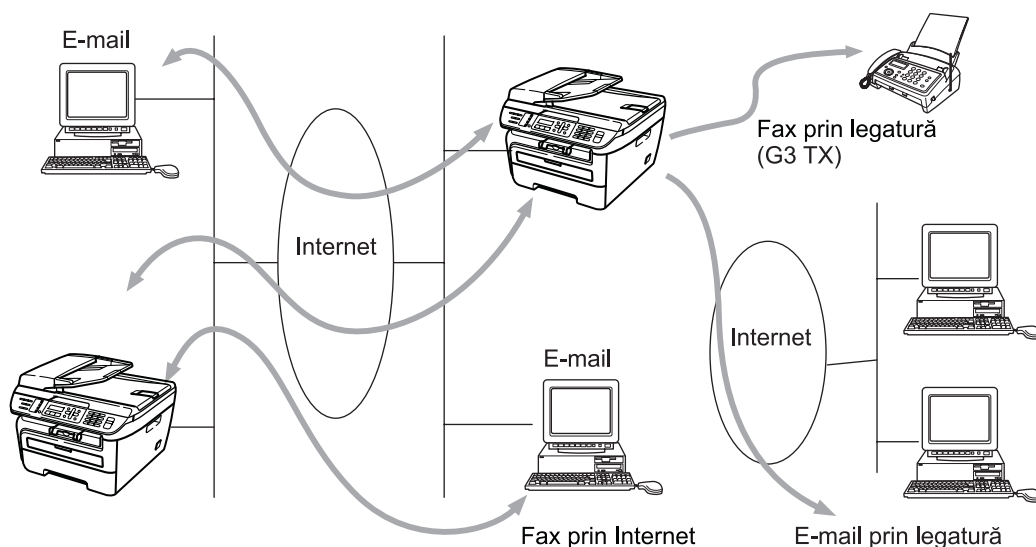 E-mail
Fax prin legatură
(G3 TX)
Internet
Internet
E-mail
Fax prin Internet
E-mail prin legatură